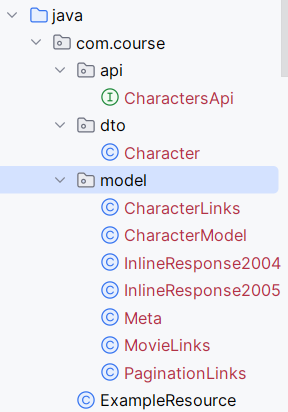 java
com.course
api
CharactersApi
dto
Character
model
CharacterLinks
CharacterModel
InlineResponse2004
InlineResponse2005
Meta
MovieLinks
PaginationLinks
ExampleResource